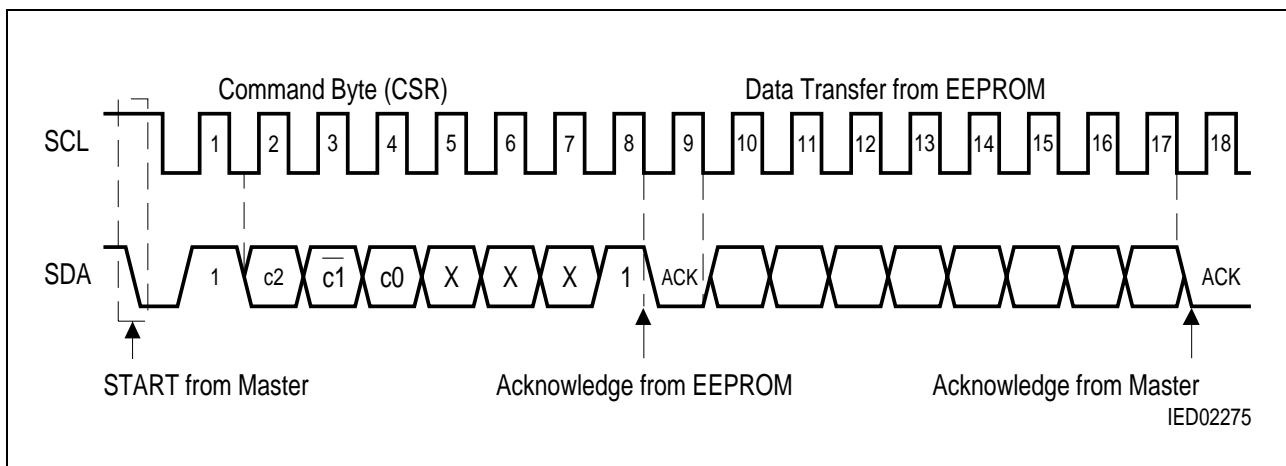 Command Byte (CSR) Data Transfer from EEPROM
SCL 1 2 3 4 5 6 7 8 9 10 11 12 13 14 15 16 17 18
SDA 1 c2 c̅1̅ c0 X X X 1 ACK ACK
START from Master Acknowledge from EEPROM Acknowledge from Master
IED02275